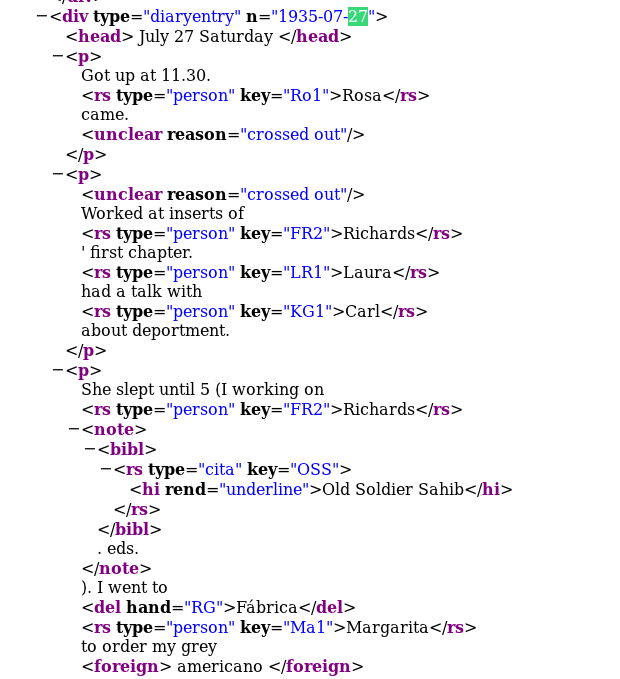 −<div type="diaryentry" n="1935-07-27">
<head> July 27 Saturday </head>
−<p>
Got up at 11.30.
<rs type="person" key="Ro1">Rosa</rs>
came.
<unclear reason="crossed out"/>
</p>
−<p>
<unclear reason="crossed out"/>
Worked at inserts of
<rs type="person" key="FR2">Richards</rs>
' first chapter.
<rs type="person" key="LR1">Laura</rs>
had a talk with
<rs type="person" key="KG1">Carl</rs>
about deportment.
</p>
−<p>
She slept until 5 (I working on
<rs type="person" key="FR2">Richards</rs>
−<note>
−<bibl>
−<rs type="cita" key="OSS">
<hi rend="underline">Old Soldier Sahib</hi>
</rs>
</bibl>
. eds.
</note>
). I went to
<del hand="RG">Fábrica</del>
<rs type="person" key="Ma1">Margarita</rs>
to order my grey
<foreign> americano </foreign>